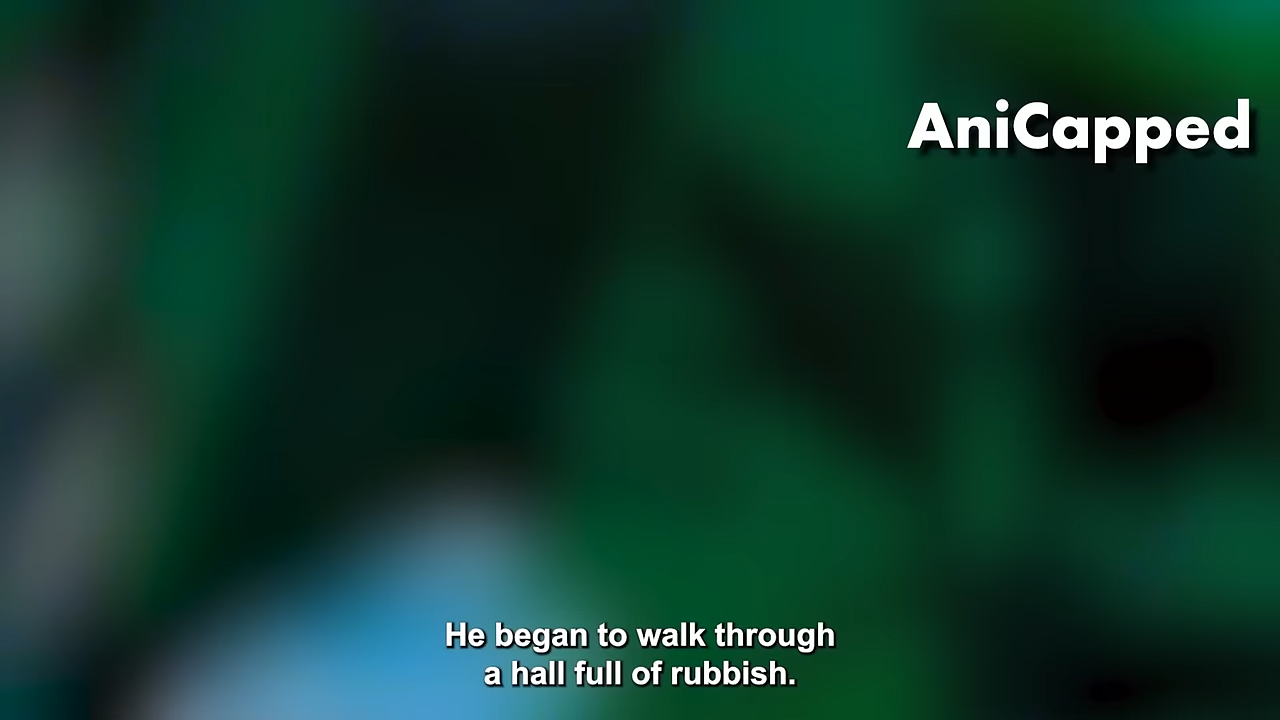 AniCapped
He began to walk through
a hall full of rubbish.